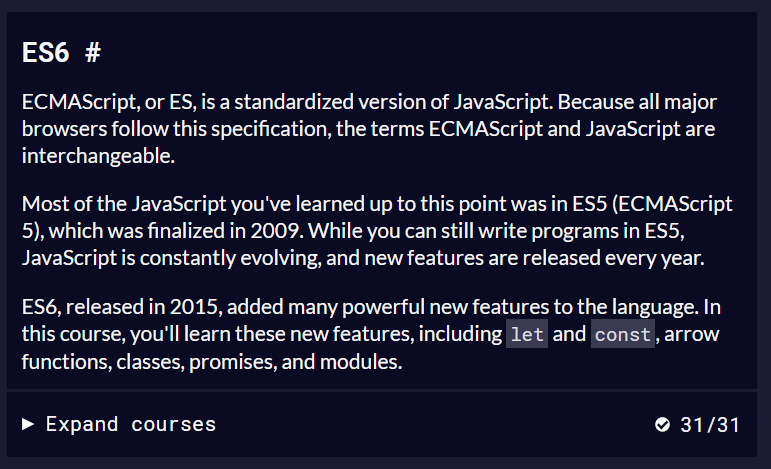 ES6 #
ECMAScript, or ES, is a standardized version of JavaScript. Because all major
browsers follow this specification, the terms ECMAScript and JavaScript are
interchangeable.
Most of the JavaScript you've learned up to this point was in ES5 (ECMAScript
5), which was finalized in 2009. While you can still write programs in ES5,
JavaScript is constantly evolving, and new features are released every year.
ES6, released in 2015, added many powerful new features to the language. In
this course, you'll learn these new features, including let and const, arrow
functions, classes, promises, and modules.
Expand courses 31/31